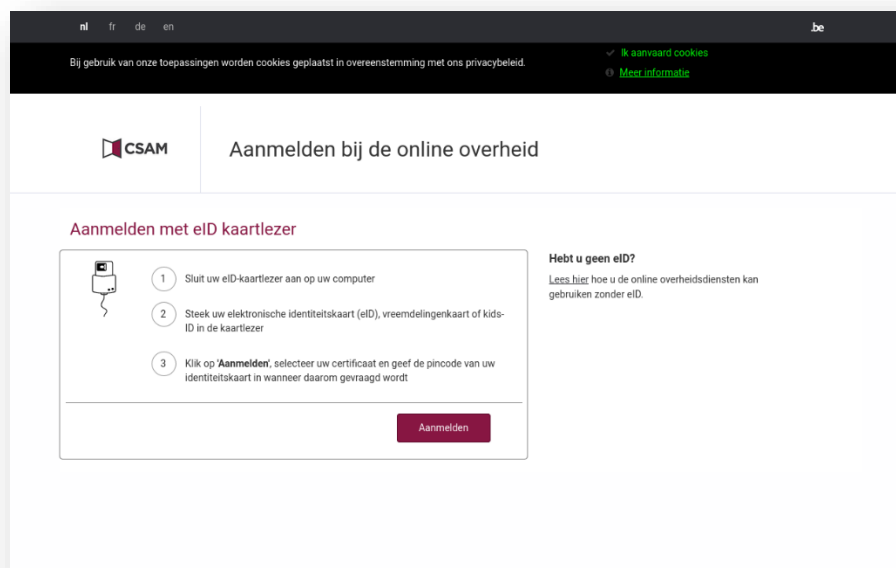 nl fr de en .be
Bij gebruik van onze toepassingen worden cookies geplaatst in overeenstemming met ons privacybeleid.
Ik aanvaard cookies
Meer informatie
CSAM
Aanmelden bij de online overheid
Aanmelden met eID kaartlezer
1 Sluit uw eID-kaartlezer aan op uw computer
2 Steek uw elektronische identiteitskaart (eID), vreemdelingenkaart of kids-
ID in de kaartlezer
3 Klik op 'Aanmelden', selecteer uw certificaat en geef de pincode van uw
identiteitskaart in wanneer daarom gevraagd wordt
Aanmelden
Hebt u geen eID?
Lees hier hoe u de online overheidsdiensten kan
gebruiken zonder eID.